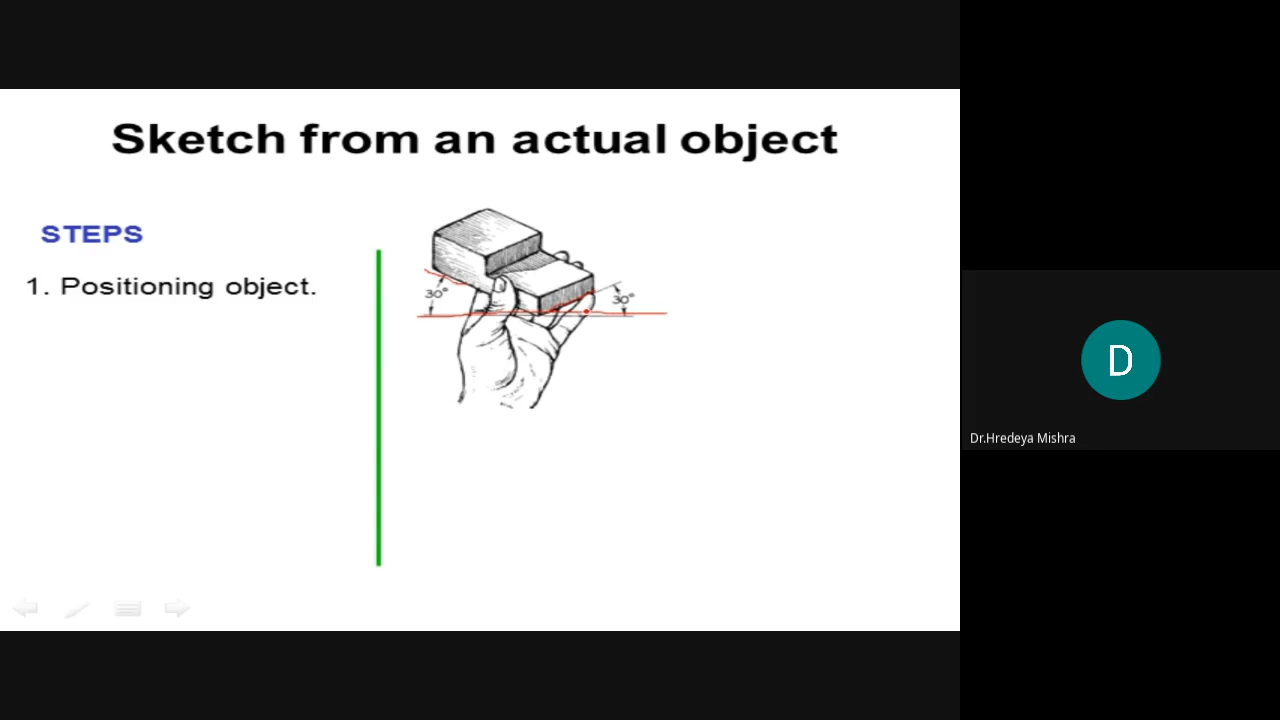 Sketch from an actual object
STEPS
1. Positioning object.
30°
30°
D
Dr.Hredeya Mishra